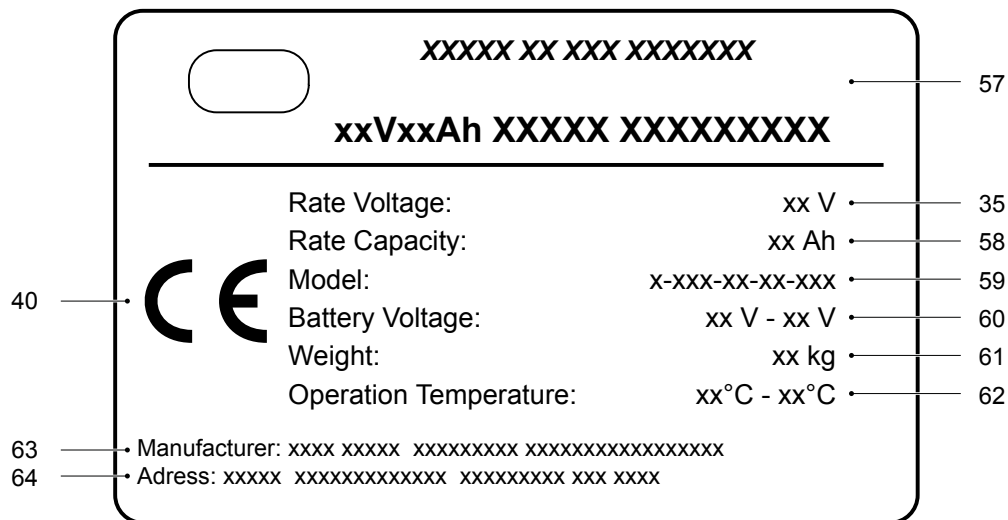 XXXXX XX XXX XXXXXXX
57
xxVxxAh XXXXX XXXXXXXXX
Rate Voltage: xx V 35
Rate Capacity: xx Ah 58
Model: x-xxx-xx-xx-xxx 59
40 CE
Battery Voltage: xx V - xx V 60
Weight: xx kg 61
Operation Temperature: xx°C - xx°C 62
63 Manufacturer: xxxx xxxxx xxxxxxxxx xxxxxxxxxxxxxxxxx
64 Adress: xxxxx xxxxxxxxxxxxx xxxxxxxxx xxx xxxx